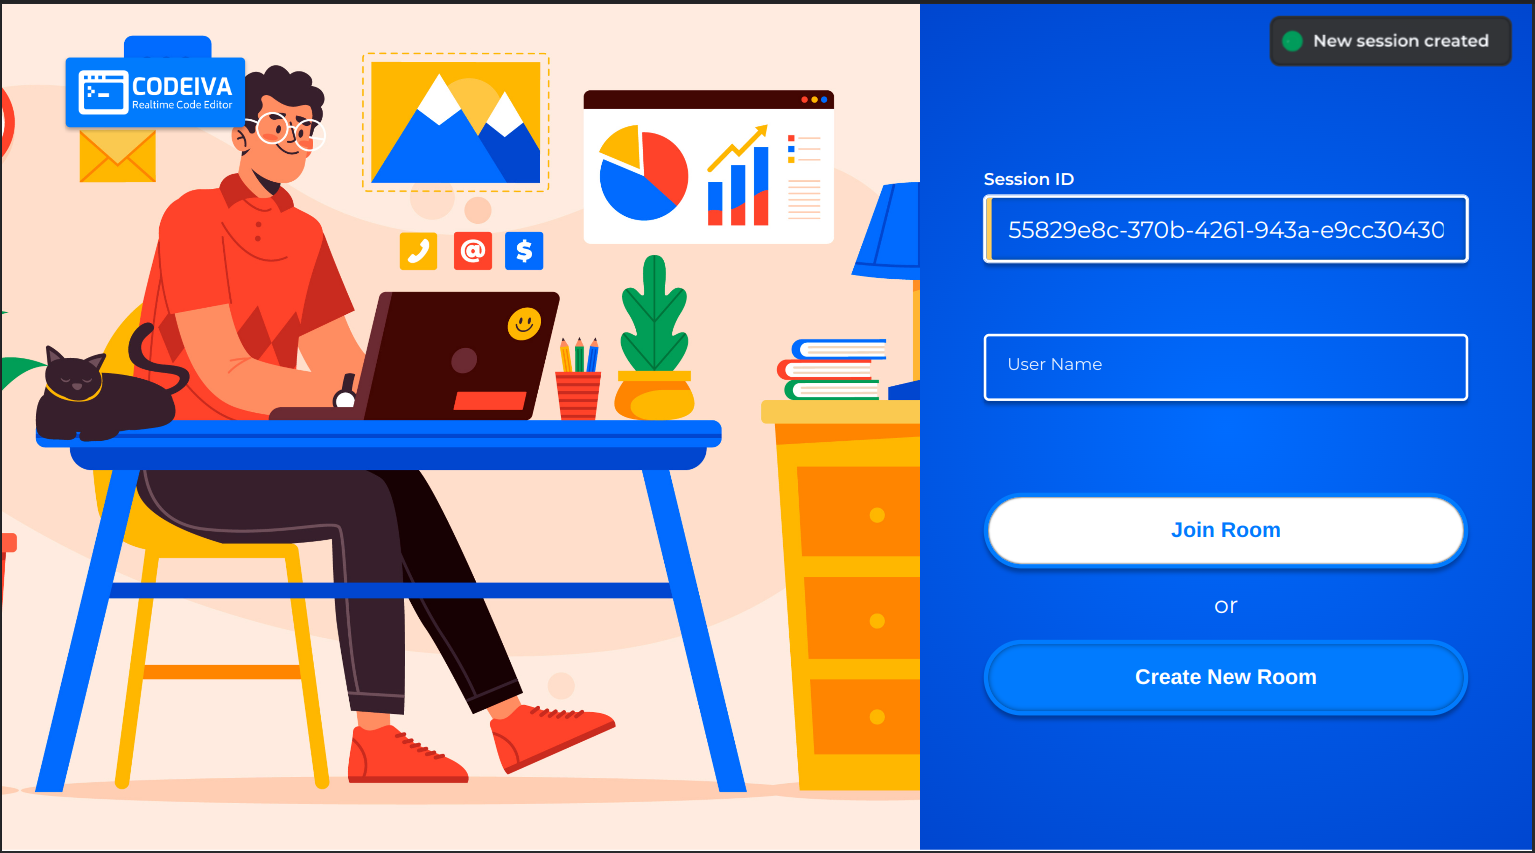 CODEIVA
Realtime Code Editor
@
$
New session created
Session ID
55829e8c-370b-4261-943a-e9cc30430
User Name
Join Room
or
Create New Room